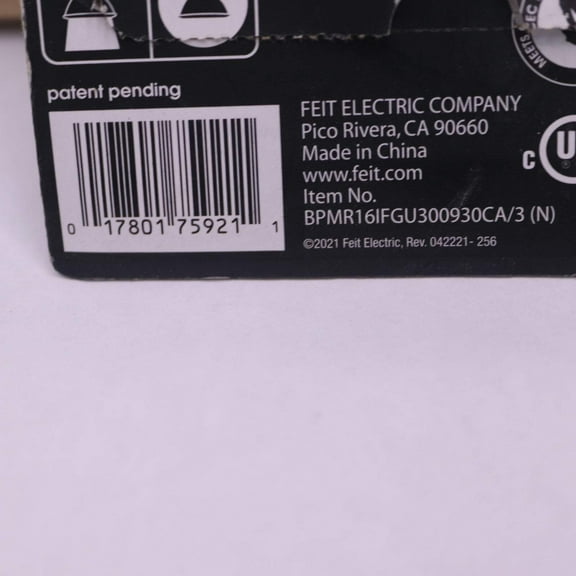 MEETS
patent pending
0 17801 75921 1
FEIT ELECTRIC COMPANY
Pico Rivera, CA 90660
Made in China
www.feit.com
Item No.
BPMR16IFGU300930CA/3 (N)
©2021 Feit Electric, Rev. 042221- 256
C U